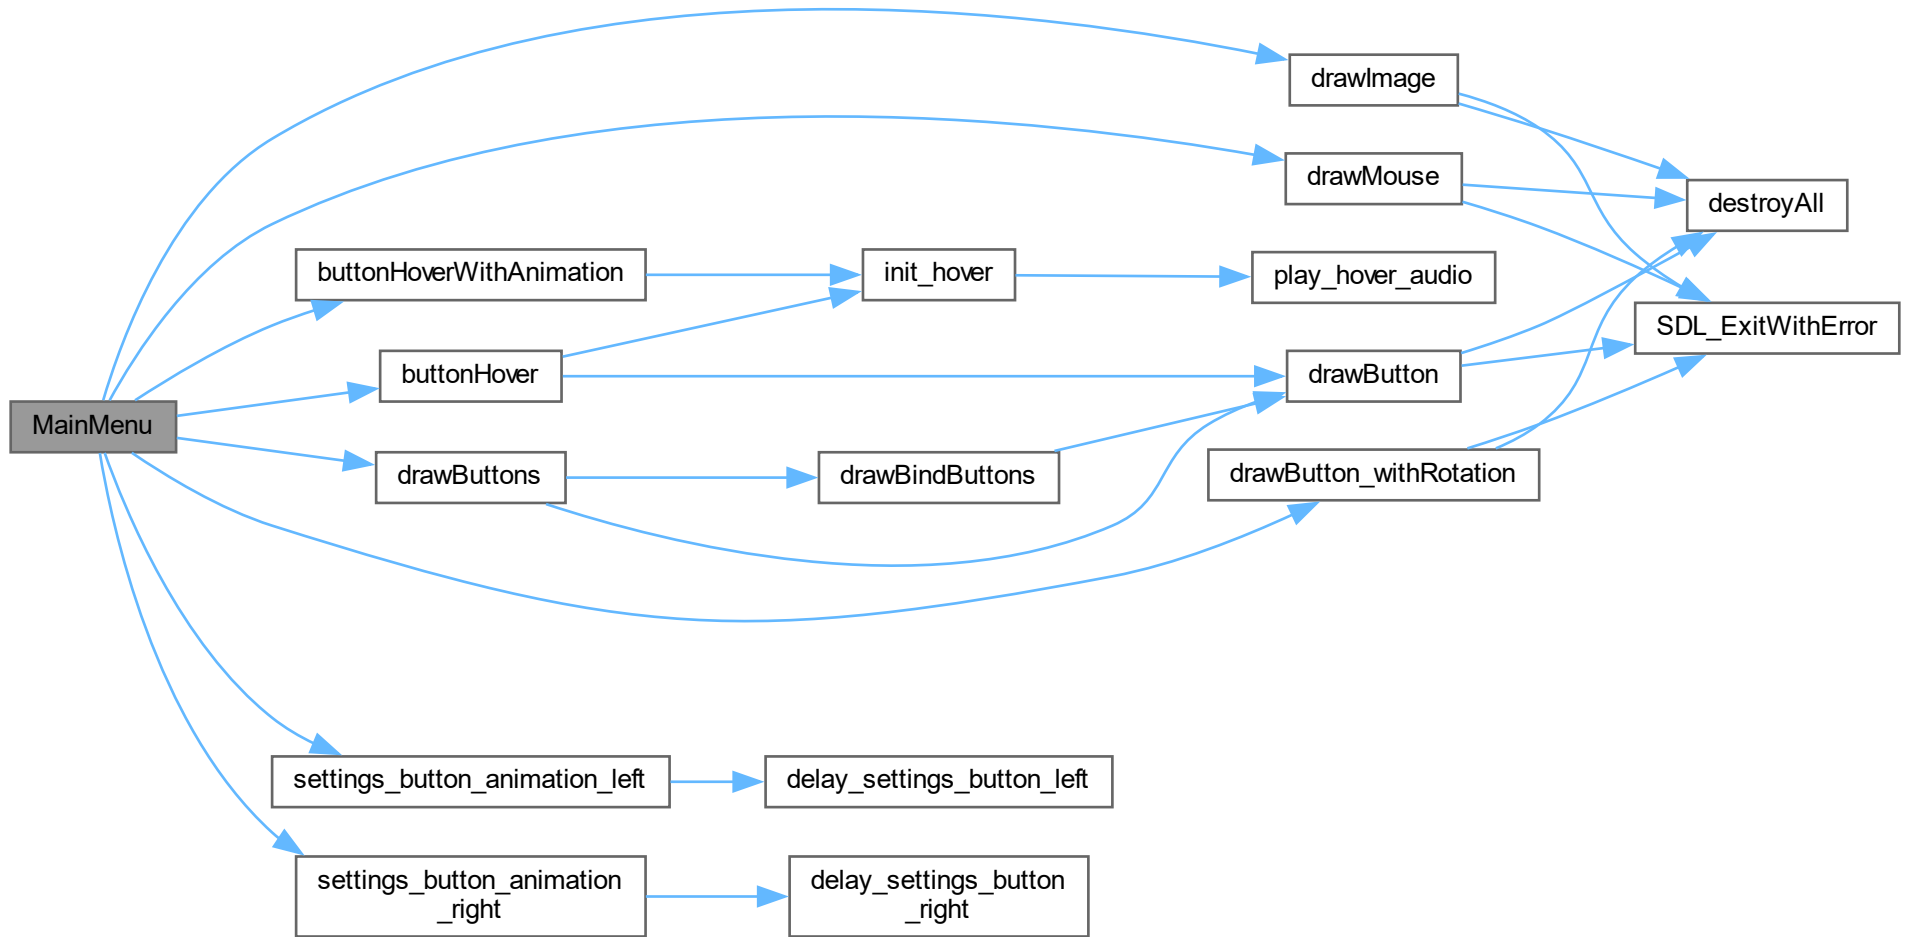 drawImage
drawMouse
destroyAll
buttonHoverWithAnimation
init_hover
play_hover_audio
SDL_ExitWithError
buttonHover
drawButton
MainMenu
drawButtons
drawBindButtons
drawButton_withRotation
settings_button_animation_left
delay_settings_button_left
settings_button_animation
_right
delay_settings_button
_right